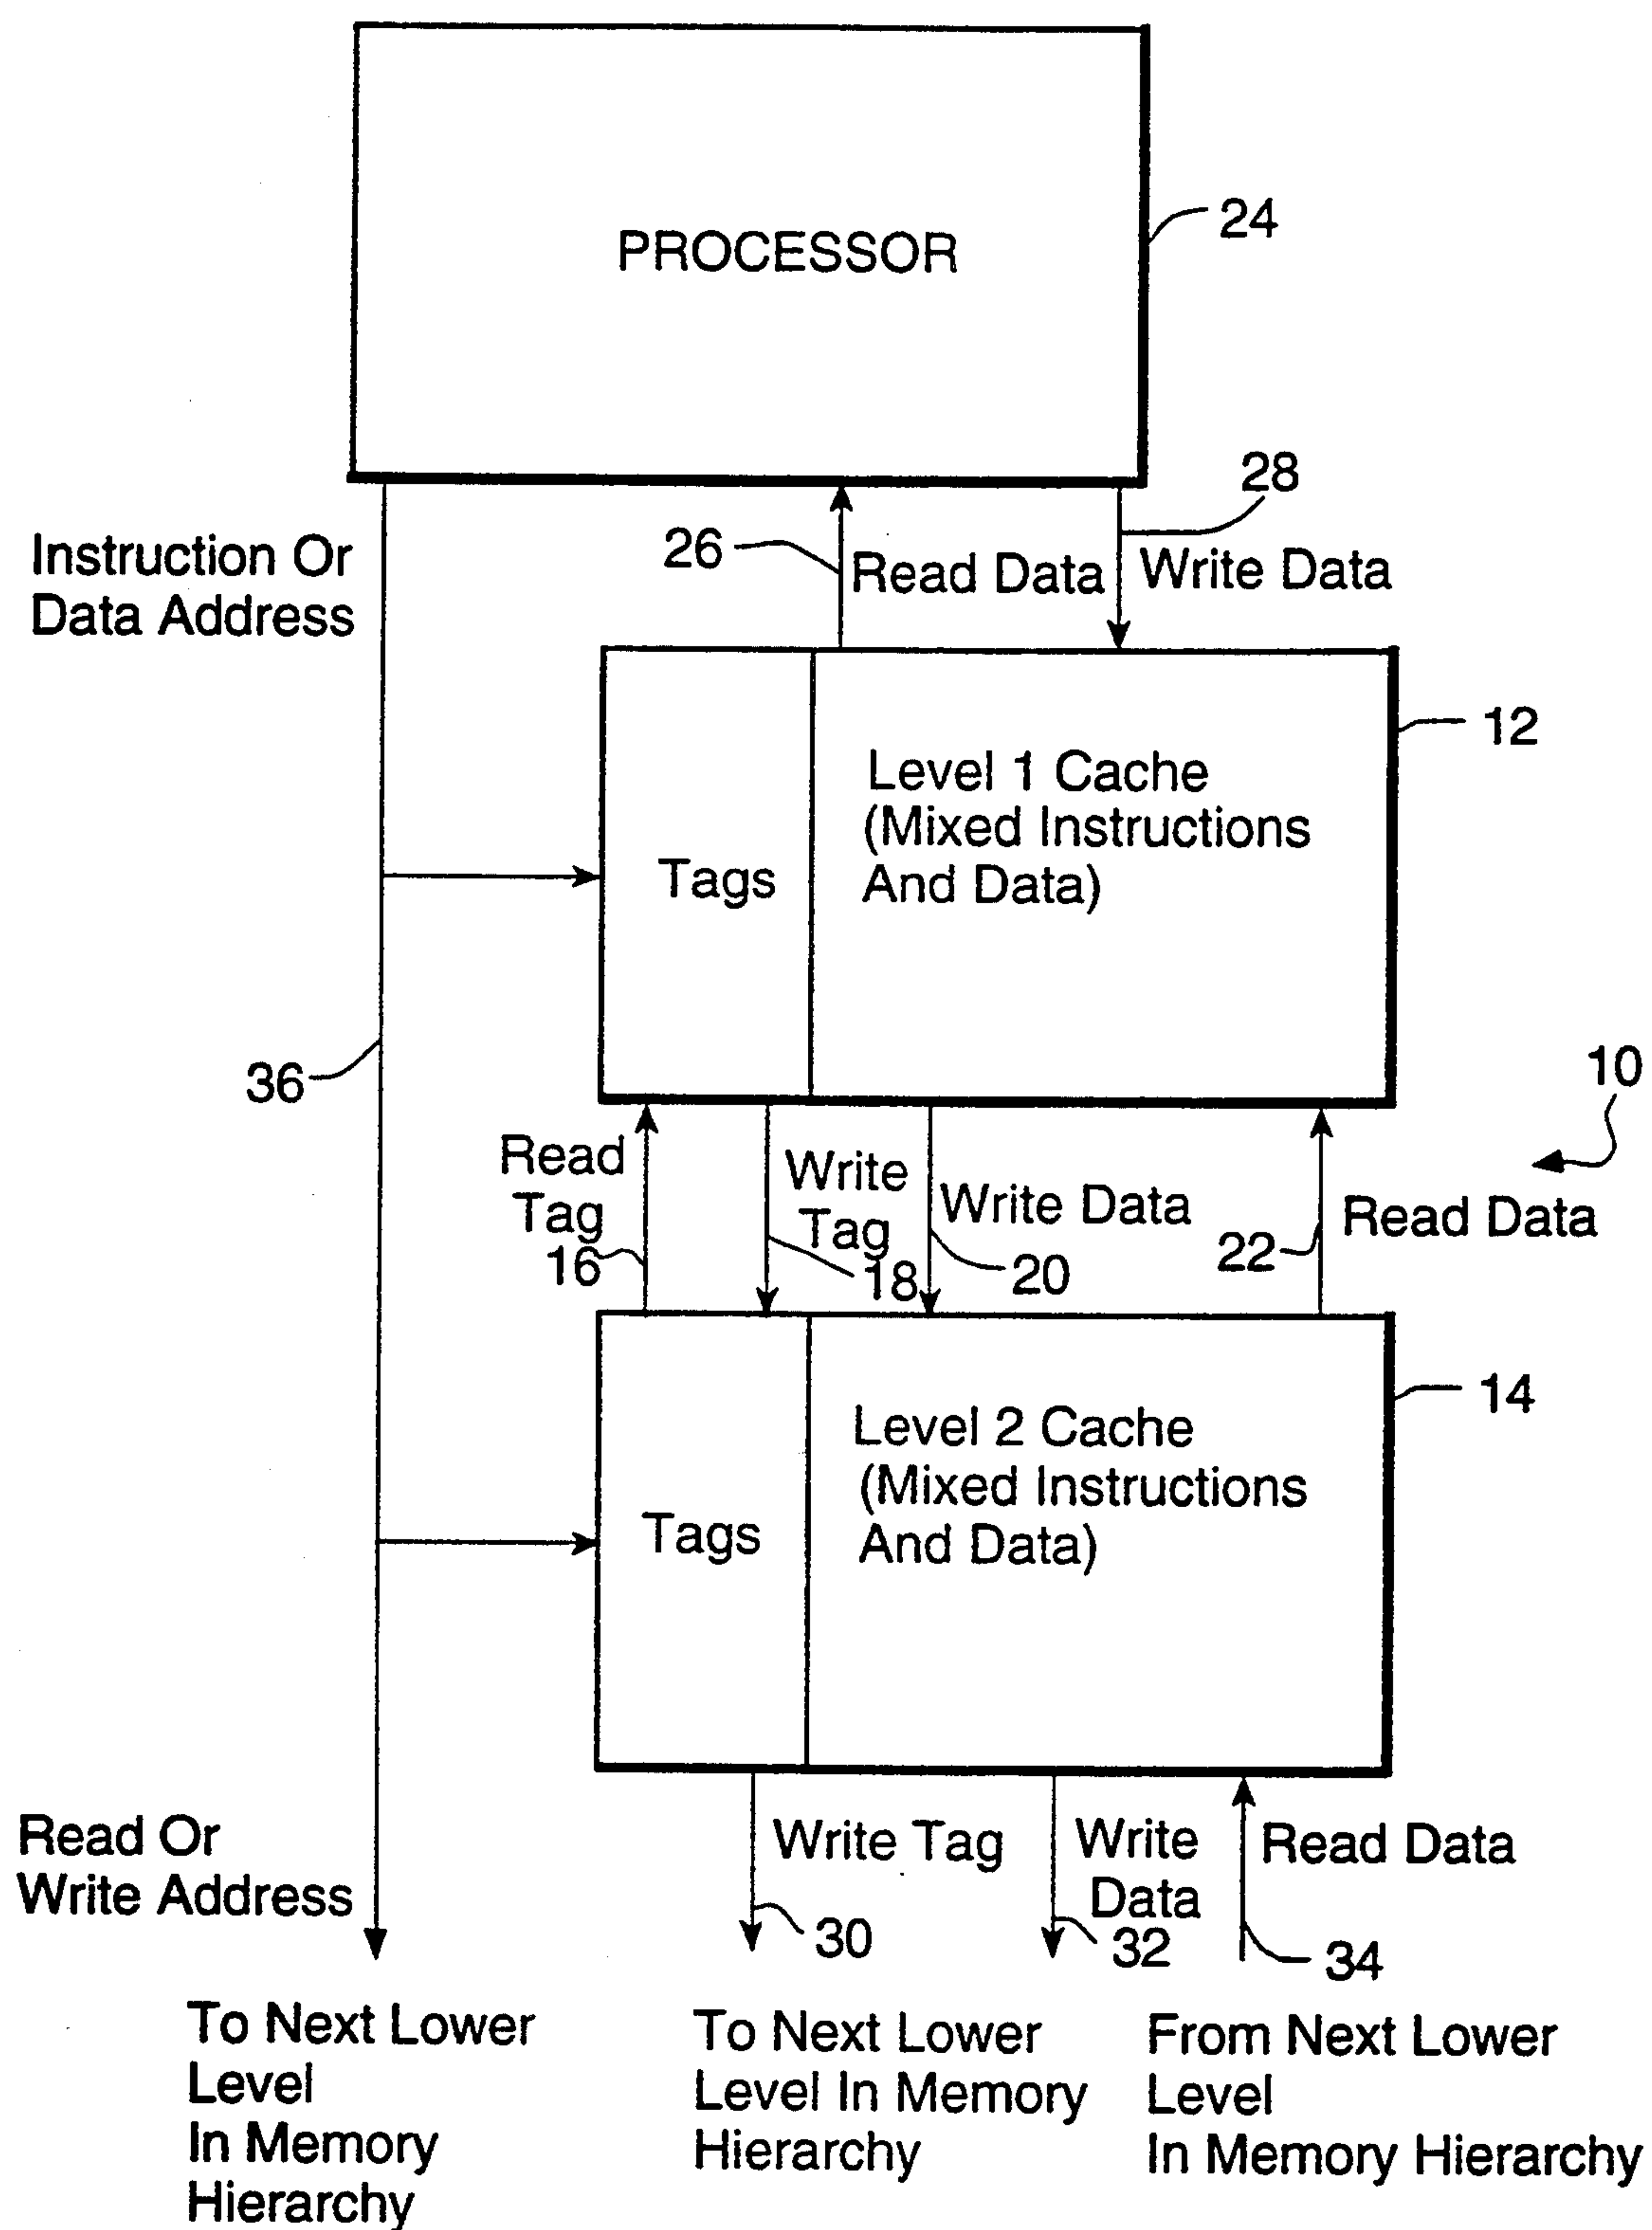 PROCESSOR
24
Instruction Or
Data Address
26
Read Data
28
Write Data
12
Level 1 Cache
(Mixed Instructions
And Data)
Tags
36
10
Read
Tag
16
Write
Tag
18
Write Data
20
22
Read Data
14
Level 2 Cache
(Mixed Instructions
And Data)
Tags
Read Or
Write Address
Write Tag
30
Write
Data
32
Read Data
34
To Next Lower
Level
In Memory
Hierarchy
To Next Lower
Level In Memory
Hierarchy
From Next Lower
Level
In Memory Hierarchy